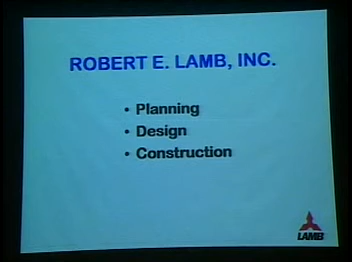 ROBERT E. LAMB, INC.
• Planning
• Design
• Construction
LAMB